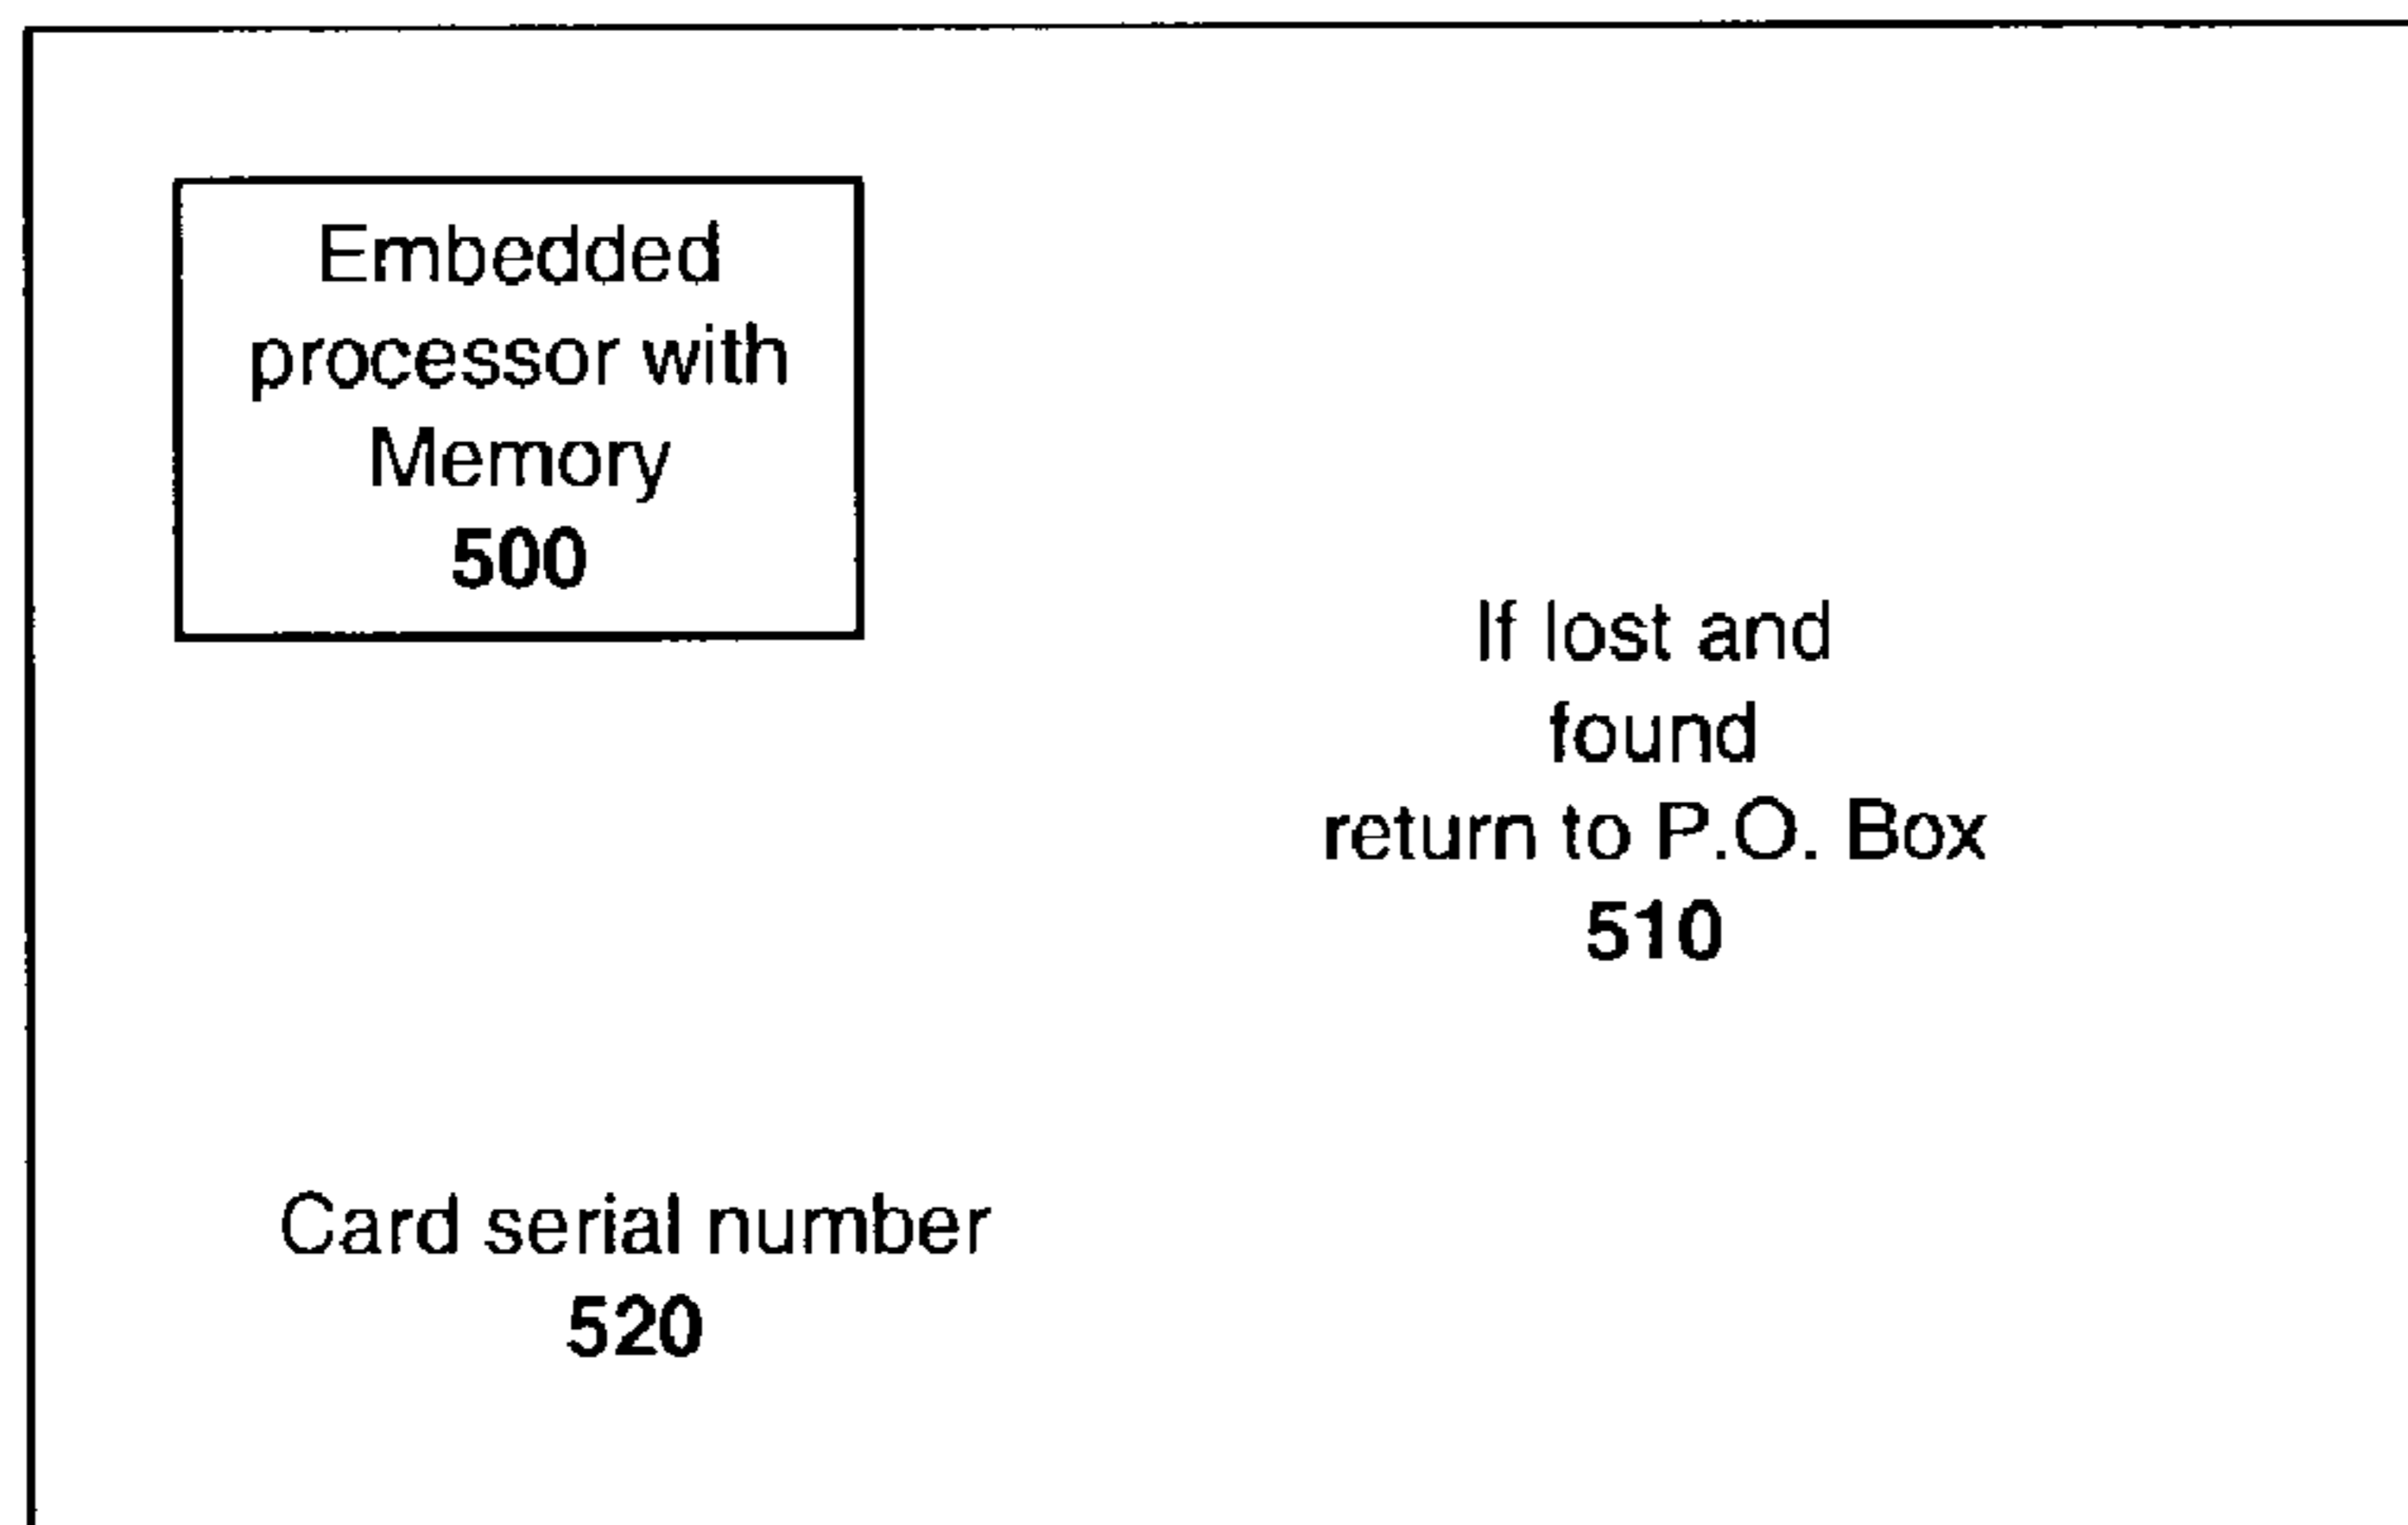 Embedded
processor with
Memory
500
If lost and
found
return to P.O. Box
510
Card serial number
520